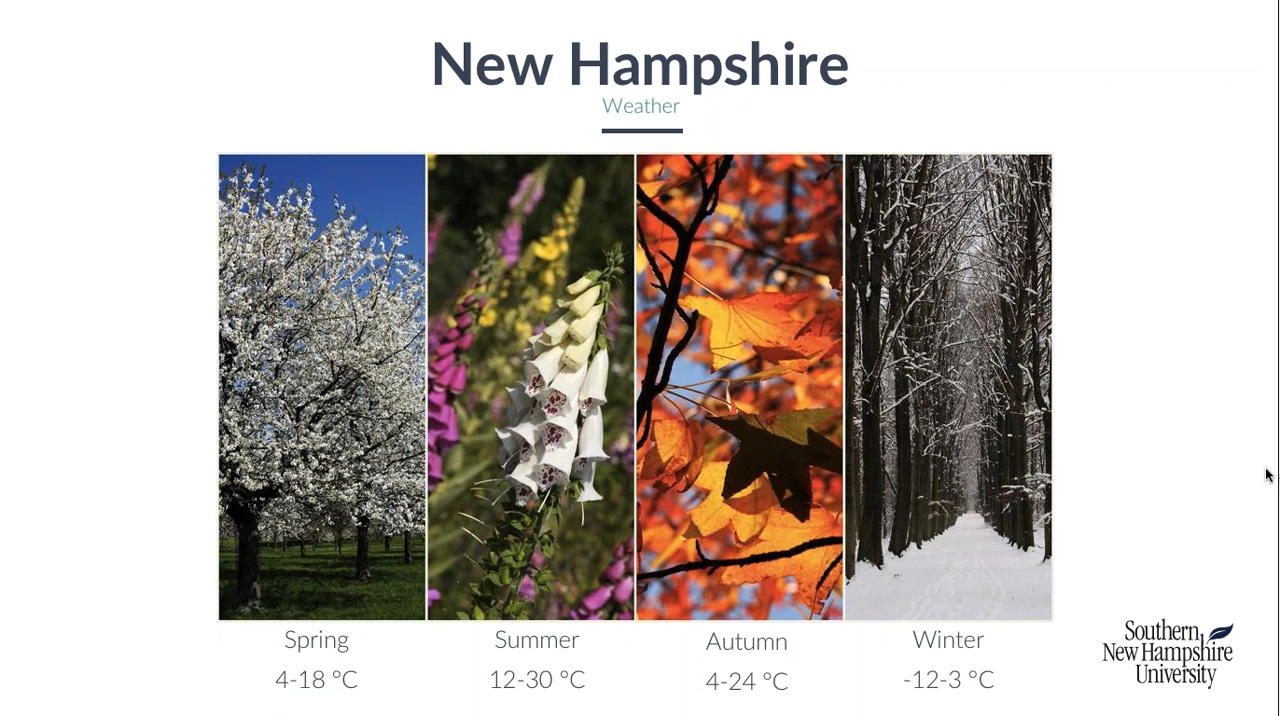 New Hampshire
Weather
Spring
4-18 °C
Summer
12-30 °C
Autumn
4-24 °C
Winter
-12-3 °C
Southern
New Hampshire
University